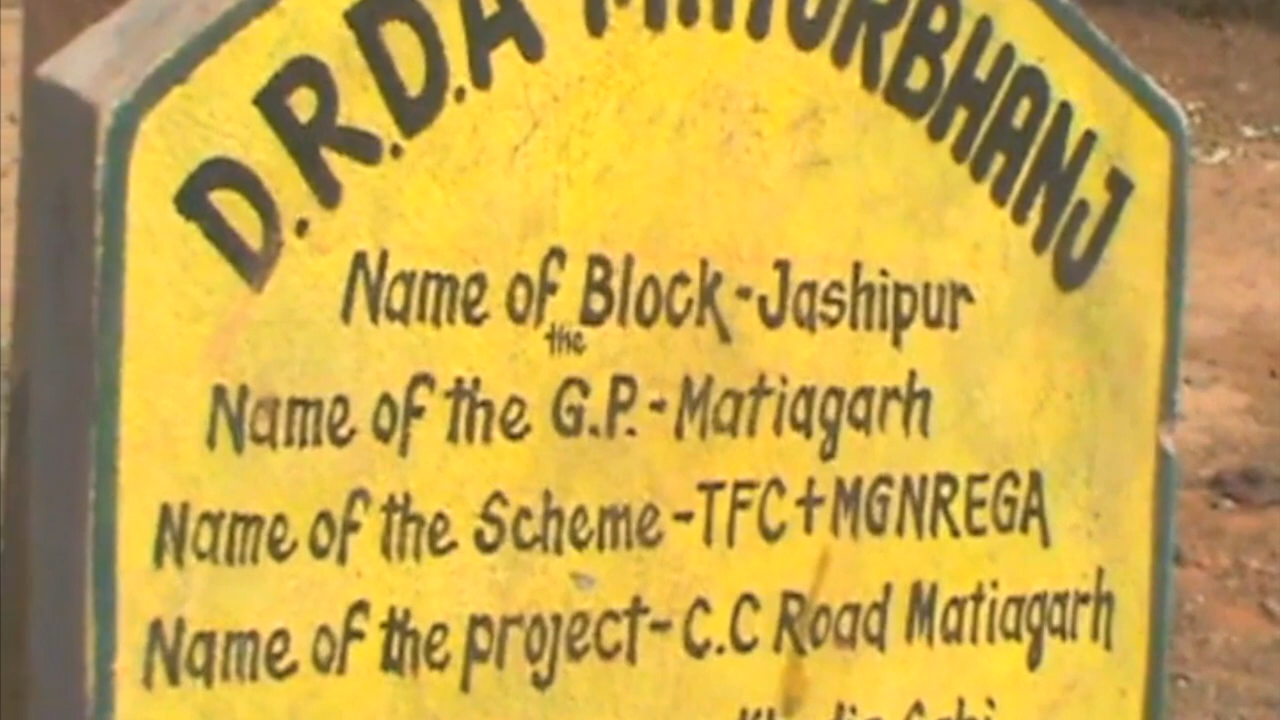 D.R.D.A MAYURBHANJ
Name of Block-Jashipur
the
Name of the G.P.-Matiagarh
Name of the Scheme-TFC+MGNREGA
Name of the project-C.C Road Matiagarh